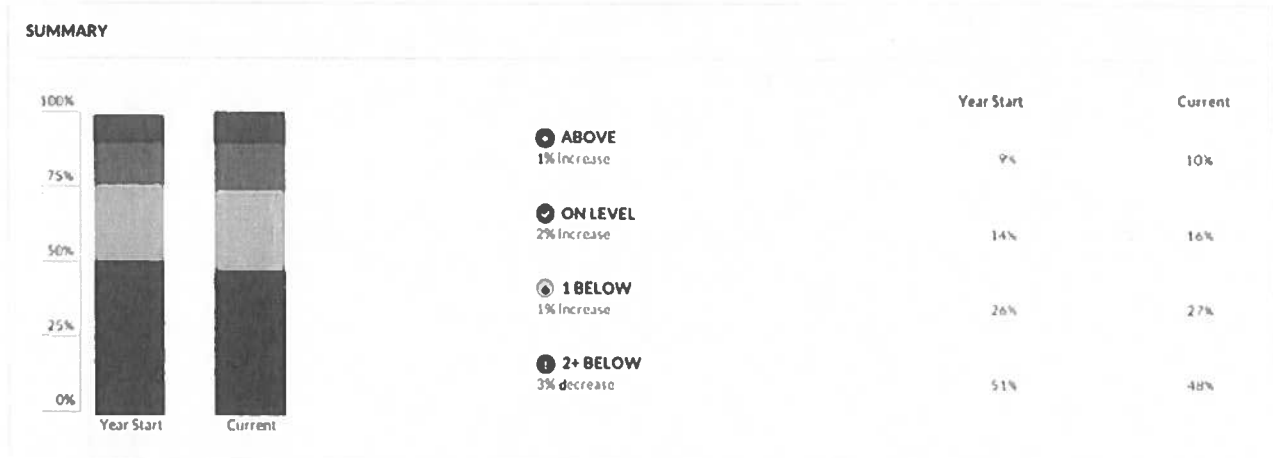 SUMMARY
100%
75%
50%
25%
0%
Year Start
Current
ABOVE
1% Increase
ON LEVEL
2% Increase
1 BELOW
1% Increase
2+ BELOW
3% decrease
Year Start Current
9% 10%
14% 16%
26% 27%
51% 48%